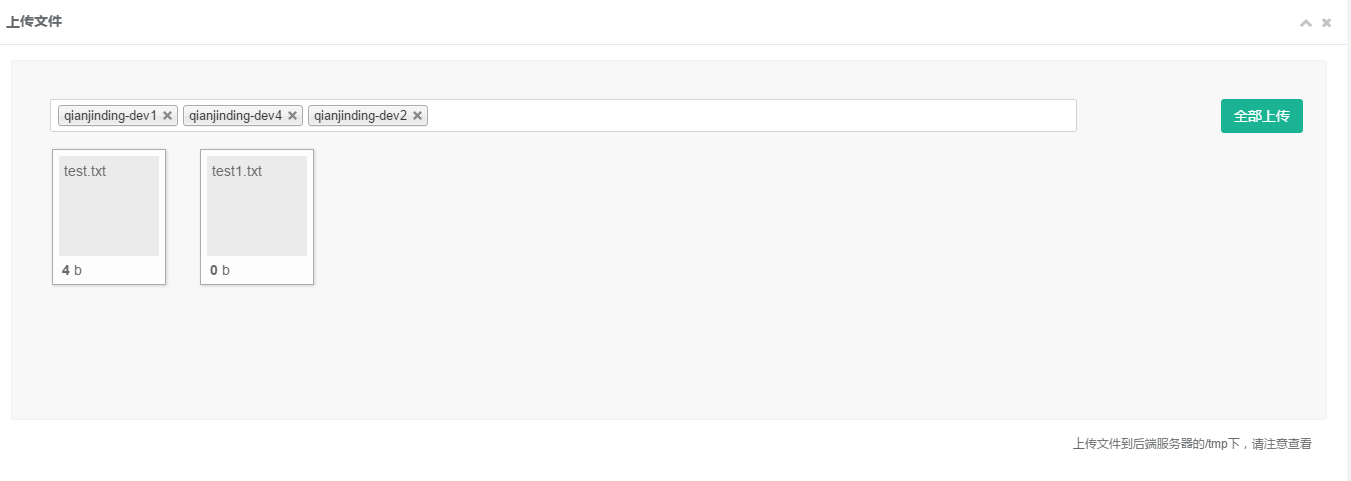 上传文件
qianjinding-dev1 qianjinding-dev4 qianjinding-dev2 全部上传
test.txt test1.txt
4 b 0 b
上传文件到后端服务器的/tmp下，请注意查看